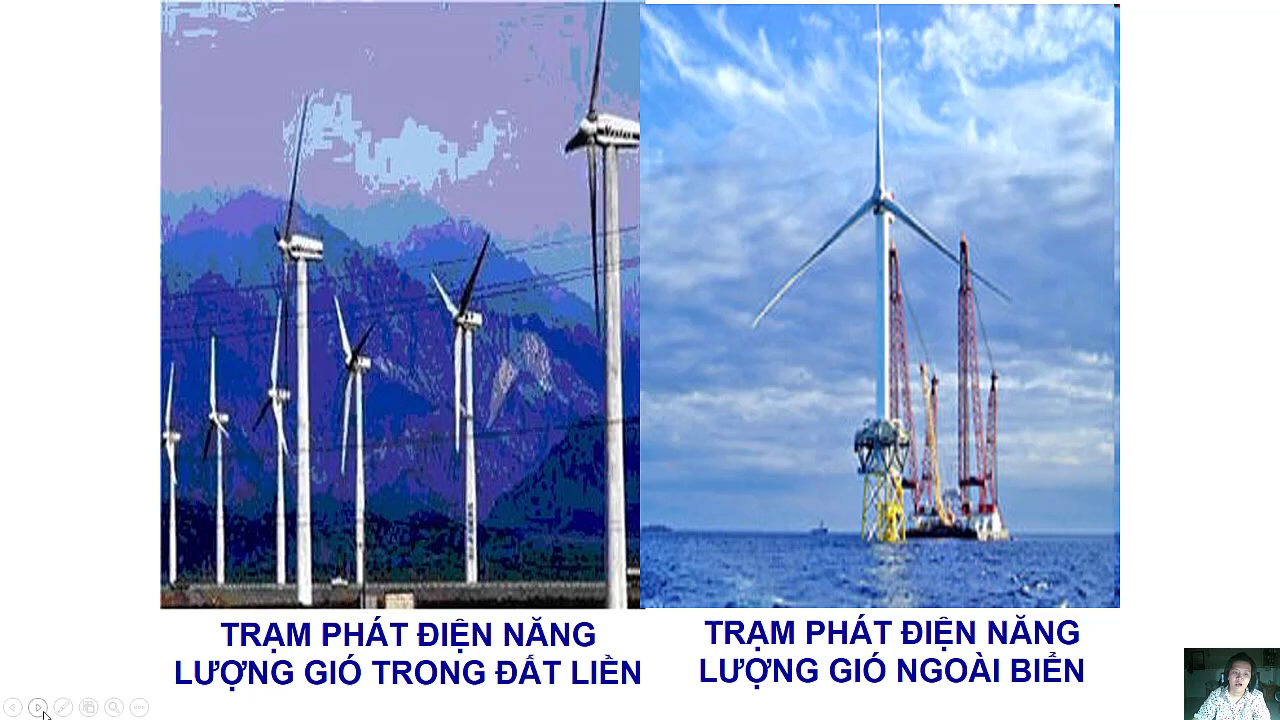 TRẠM PHÁT ĐIỆN NĂNG
LƯỢNG GIÓ TRONG ĐẤT LIỀN
TRẠM PHÁT ĐIỆN NĂNG
LƯỢNG GIÓ NGOÀI BIỂN